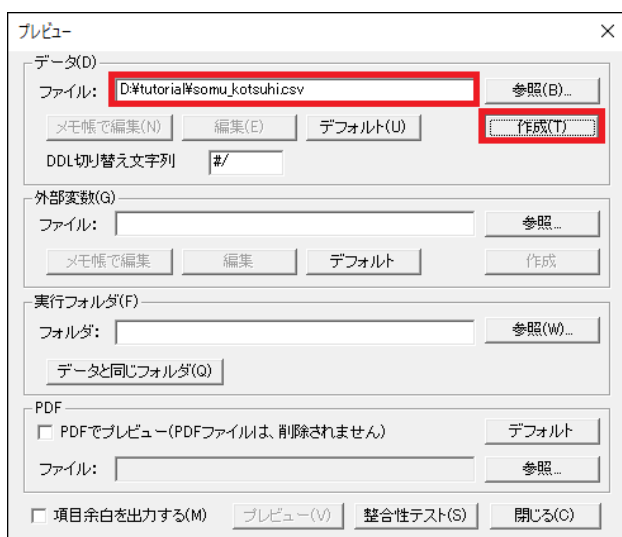 プレビュー
データ(D)
ファイル: D:¥tutorial¥somu_kotsuhi.csv 参照(B)...
メモ帳で編集(N) 編集(E) デフォルト(U) 作成(T)
DDL切り替え文字列 #/
外部変数(G)
ファイル: 参照...
メモ帳で編集 編集 デフォルト 作成
実行フォルダ(F)
フォルダ: 参照(W)...
データと同じフォルダ(Q)
PDF
PDFでプレビュー(PDFファイルは、削除されません) デフォルト
ファイル: 参照...
項目余白を出力する(M) プレビュー(V) 整合性テスト(S) 閉じる(C)